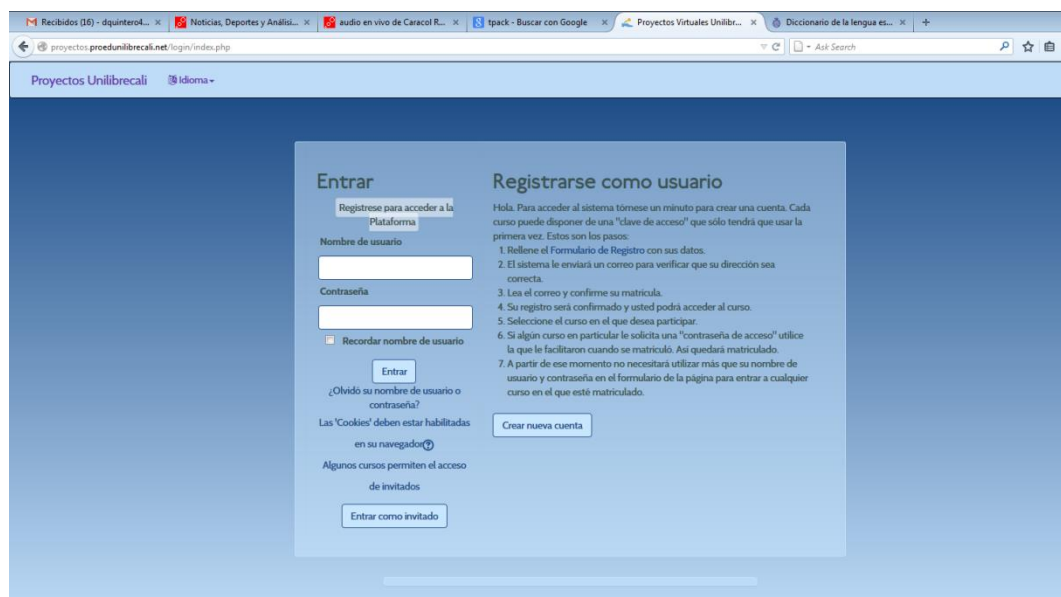 Recibidos (16) - dquintero4...
Noticias, Deportes y Análisi...
audio en vivo de Caracol R...
tpack - Buscar con Google
Proyectos Virtuales Unilibr...
Diccionario de la lengua es...
proyectos.proedunilibrecali.net/login/index.php
Ask Search
Proyectos Unilibrecali
Idioma
Entrar
Registrese para acceder a la
Plataforma
Nombre de usuario
Contraseña
Recordar nombre de usuario
Entrar
¿Olvidó su nombre de usuario o
contraseña?
Las 'Cookies' deben estar habilitadas
en su navegador
Algunos cursos permiten el acceso
de invitados
Entrar como invitado
Registrarse como usuario
Hola. Para acceder al sistema tómese un minuto para crear una cuenta. Cada
curso puede disponer de una "clave de acceso" que sólo tendrá que usar la
primera vez. Estos son los pasos:
1. Rellene el Formulario de Registro con sus datos.
2. El sistema le enviará un correo para verificar que su dirección sea
correcta.
3. Lea el correo y confirme su matrícula.
4. Su registro será confirmado y usted podrá acceder al curso.
5. Seleccione el curso en el que desea participar.
6. Si algún curso en particular le solicita una "contraseña de acceso" utilice
la que le facilitaron cuando se matriculó. Así quedará matriculado.
7. A partir de ese momento no necesitará utilizar más que su nombre de
usuario y contraseña en el formulario de la página para entrar a cualquier
curso en el que esté matriculado.
Crear nueva cuenta